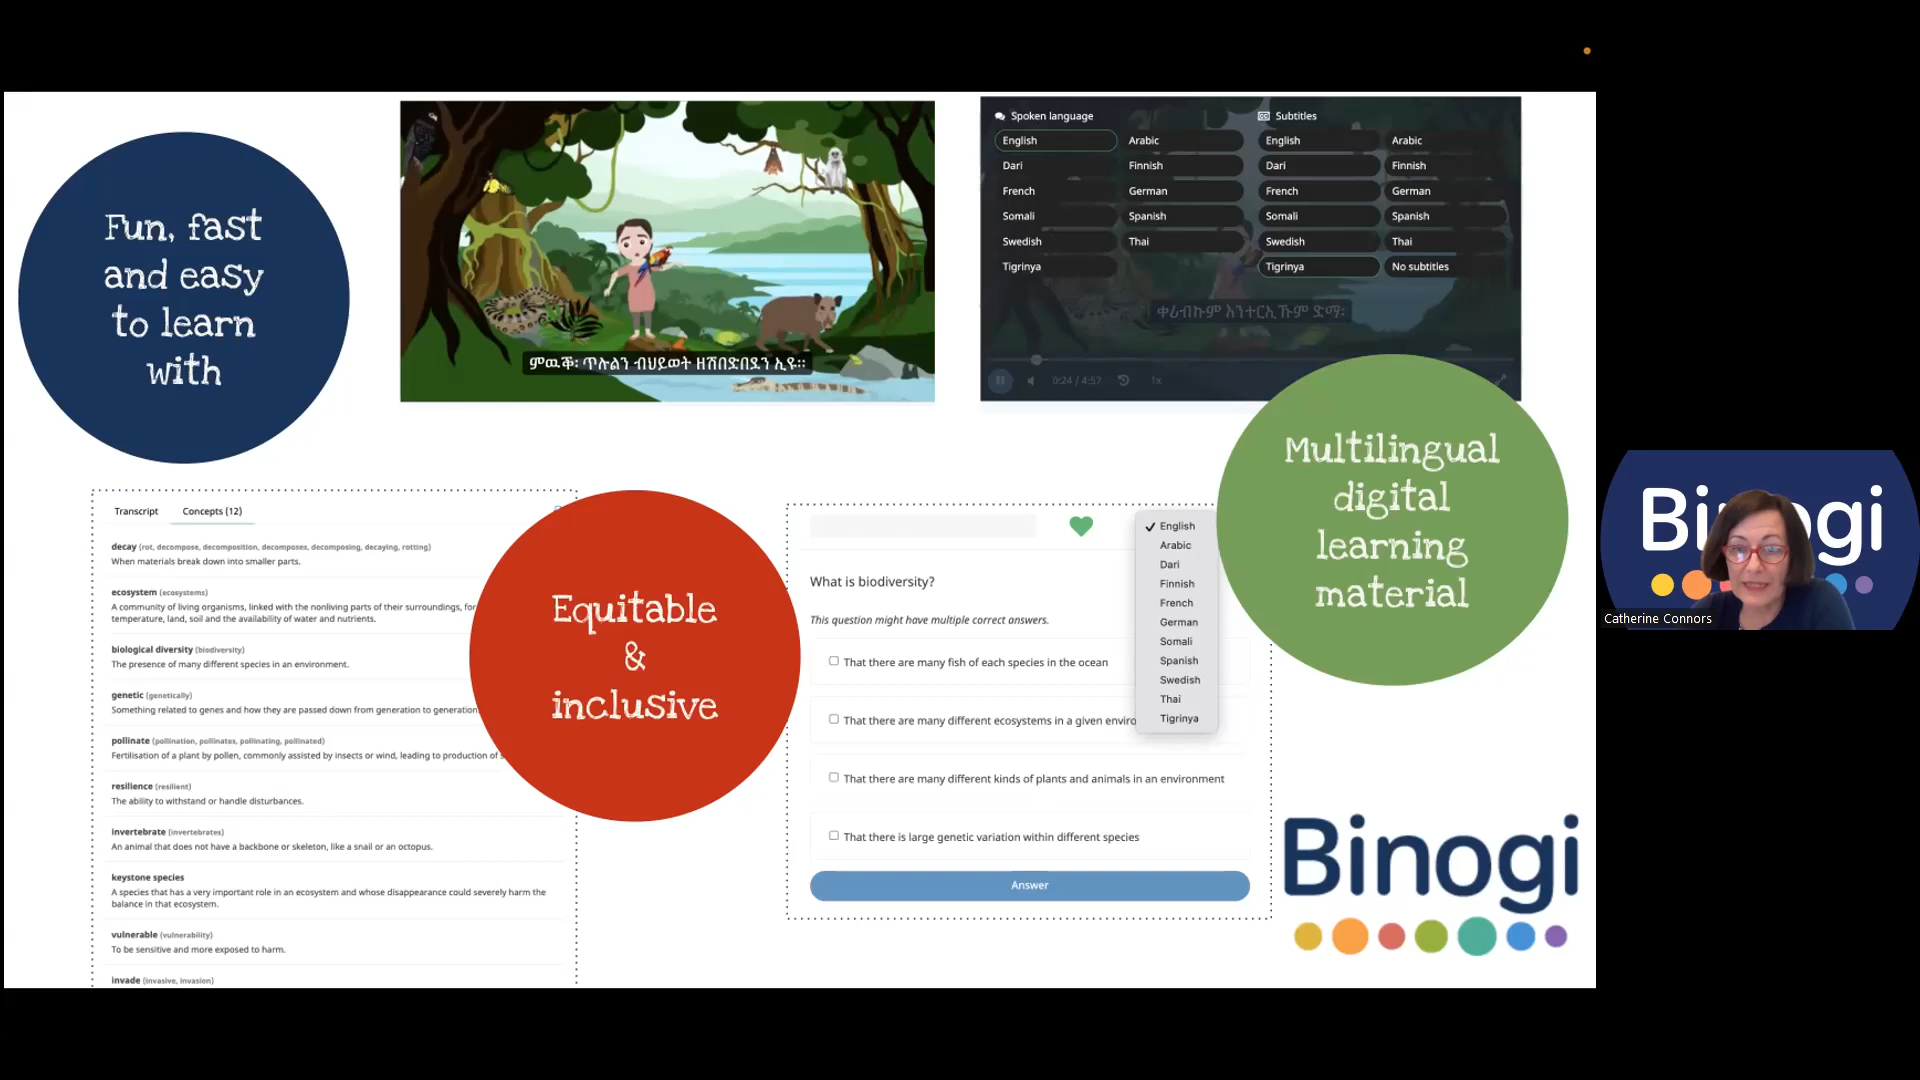 Fun, fast
and easy
to learn
with
ምዉቕ፡ ጥሉልን ብህይወት ዘሽበድበደን ኢዩ፡፡
Spoken language
English
Arabic
Dari
Finnish
French
German
Somali
Spanish
Swedish
Thai
Tigrinya
Subtitles
English
Arabic
Dari
Finnish
French
German
Somali
Spanish
Swedish
Thai
Tigrinya
No subtitles
ቀሪብኩም እንተርኢኹም ድማ፡
0:24 / 4:57
1x
Multilingual
digital
learning
material
Transcript
Concepts (12)
decay (rot, decompose, decomposition, decomposes, decomposing, decaying, rotting)
When materials break down into smaller parts.
ecosystem (ecosystems)
A community of living organisms, linked with the nonliving parts of their surroundings, for
temperature, land, soil and the availability of water and nutrients.
biological diversity (biodiversity)
The presence of many different species in an environment.
genetic (genetically)
Something related to genes and how they are passed down from generation to generation
pollinate (pollination, pollinates, pollinating, pollinated)
Fertilisation of a plant by pollen, commonly assisted by insects or wind, leading to production of
resilience (resilient)
The ability to withstand or handle disturbances.
invertebrate (invertebrates)
An animal that does not have a backbone or skeleton, like a snail or an octopus.
keystone species
A species that has a very important role in an ecosystem and whose disappearance could severely harm the
balance in that ecosystem.
vulnerable (vulnerability)
To be sensitive and more exposed to harm.
invade (invasive, invasion)
Equitable
&
inclusive
What is biodiversity?
This question might have multiple correct answers.
That there are many fish of each species in the ocean
That there are many different ecosystems in a given enviro
That there are many different kinds of plants and animals in an environment
That there is large genetic variation within different species
Answer
English
Arabic
Dari
Finnish
French
German
Somali
Spanish
Swedish
Thai
Tigrinya
Binogi
Bi ogi
Catherine Connors